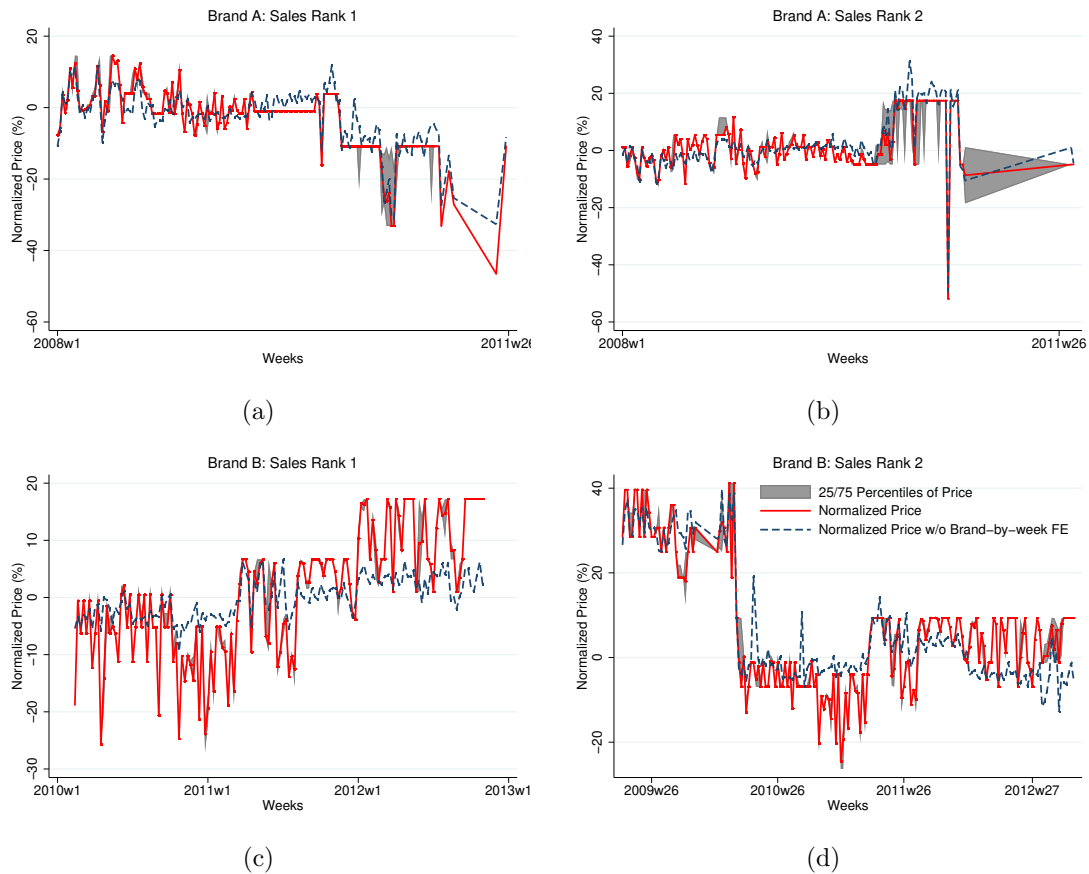 Brand A: Sales Rank 1
Normalized Price (%)
20
0
−20
−40
−60
2008w1
2011w26
Weeks
(a)
Brand A: Sales Rank 2
Normalized Price (%)
40
20
0
−20
−40
−60
2008w1
2011w26
Weeks
(b)
Brand B: Sales Rank 1
Normalized Price (%)
20
10
0
−10
−20
−30
2010w1
2011w1
2012w1
2013w1
Weeks
(c)
Brand B: Sales Rank 2
25/75 Percentiles of Price
Normalized Price
Normalized Price w/o Brand−by−week FE
Normalized Price (%)
40
20
0
−20
2009w26
2010w26
2011w26
2012w27
Weeks
(d)